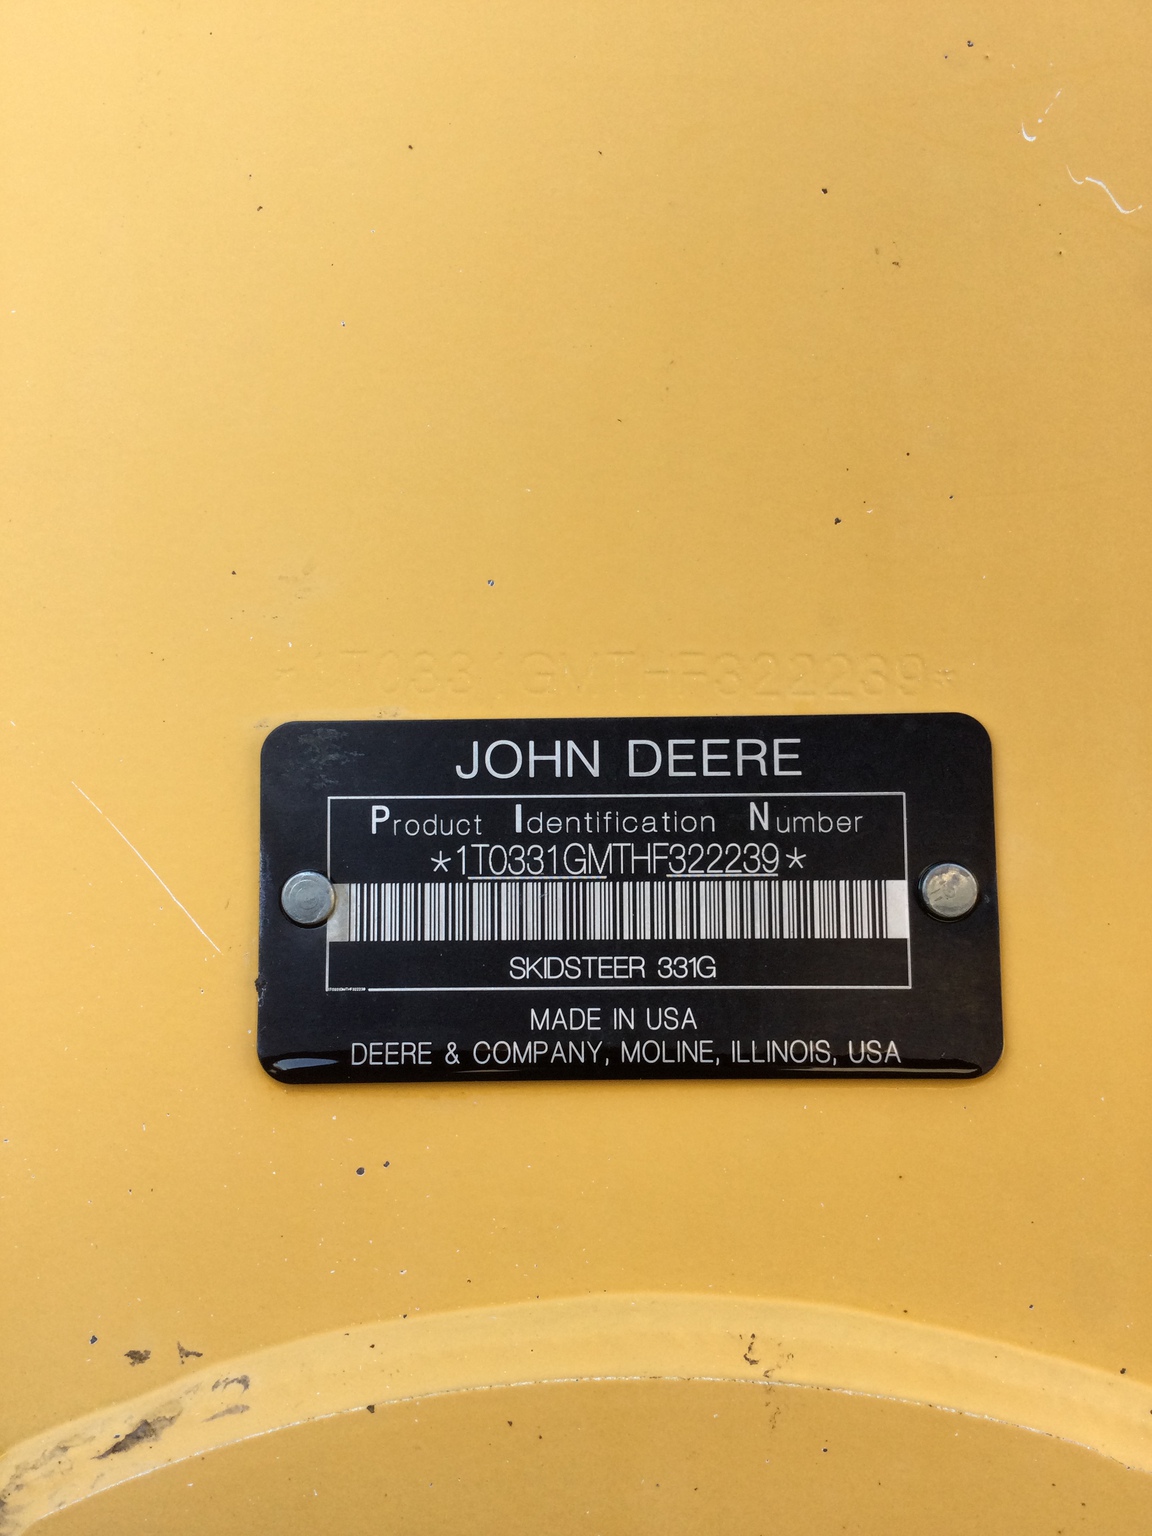 *1T0331GMTHF322239*
JOHN DEERE
Product Identification Number
*1T0331GMTHF322239*
SKIDSTEER 331G
MADE IN USA
DEERE & COMPANY, MOLINE, ILLINOIS, USA